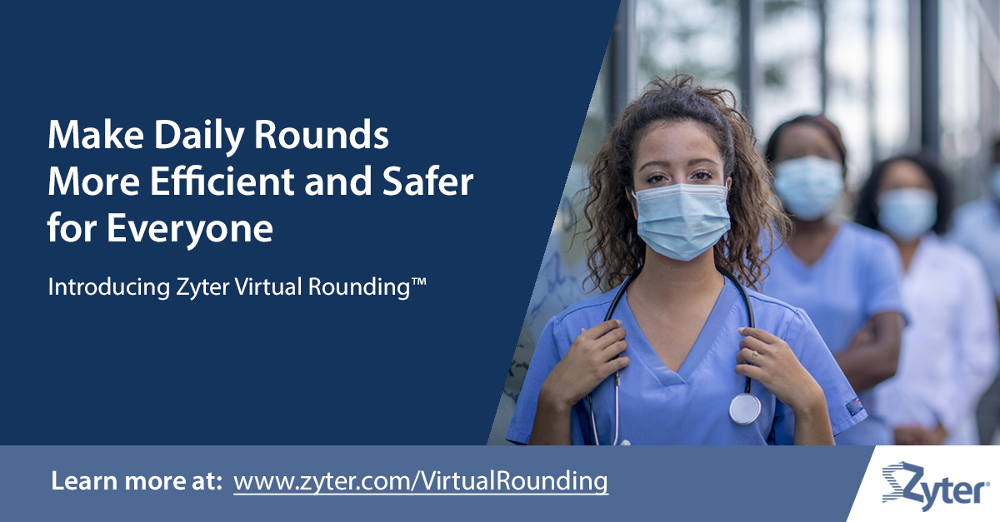 Make Daily Rounds
More Efficient and Safer
for Everyone
Introducing Zyter Virtual Rounding™
Learn more at: www.zyter.com/VirtualRounding
Zyter®